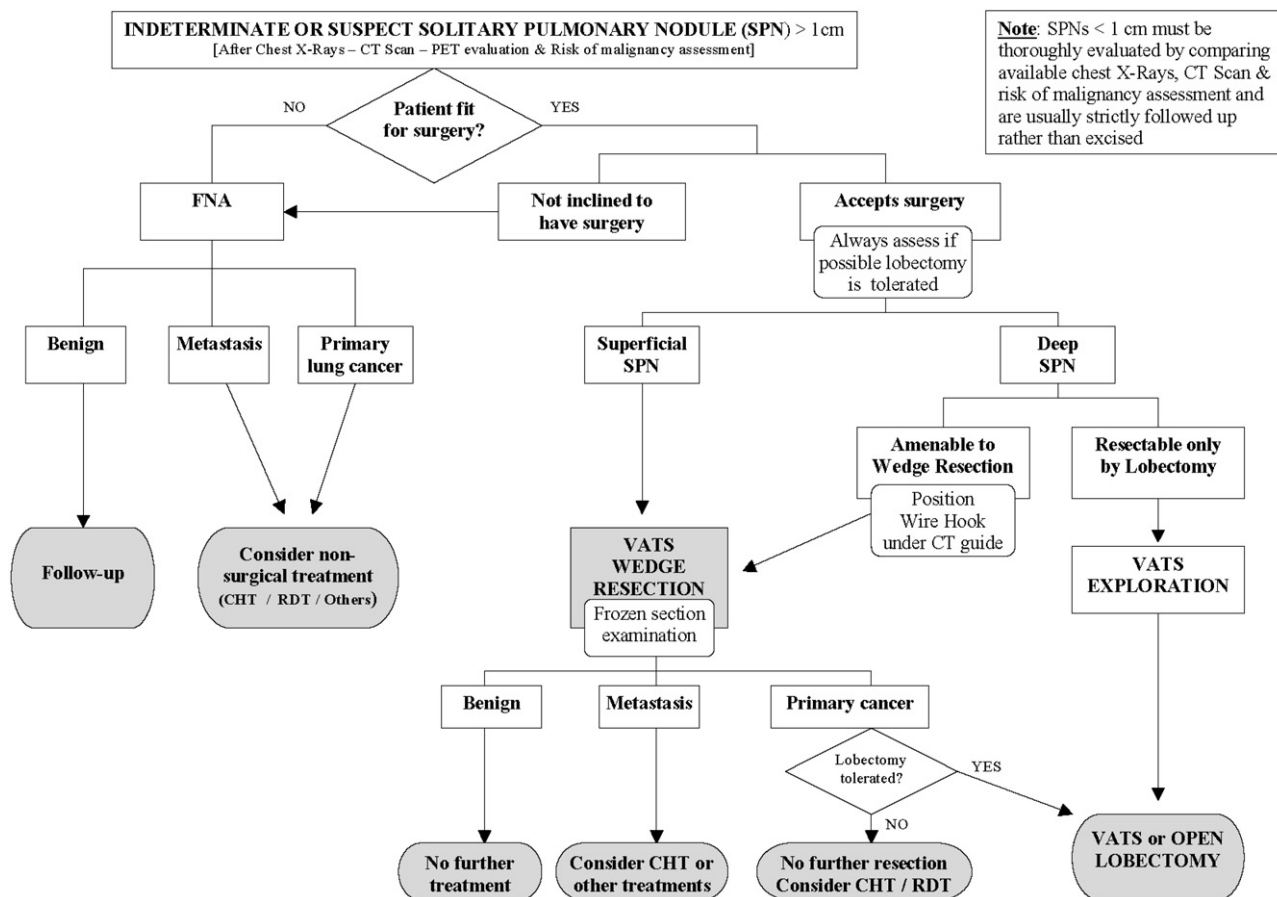 INDETERMINATE OR SUSPECT SOLITARY PULMONARY NODULE (SPN) > 1cm
[After Chest X-Rays – CT Scan – PET evaluation & Risk of malignancy assessment]
Note: SPNs < 1 cm must be
thoroughly evaluated by comparing
available chest X-Rays, CT Scan &
risk of malignancy assessment and
are usually strictly followed up
rather than excised
NO
Patient fit
for surgery?
YES
FNA
Not inclined to
have surgery
Accepts surgery
Always assess if
possible lobectomy
is tolerated
Benign
Metastasis
Primary
lung cancer
Superficial
SPN
Deep
SPN
Amenable to
Wedge Resection
Position
Wire Hook
under CT guide
Resectable only
by Lobectomy
Follow-up
Consider non-
surgical treatment
(CHT / RDT / Others)
VATS
WEDGE
RESECTION
Frozen section
examination
VATS
EXPLORATION
Benign
Metastasis
Primary cancer
Lobectomy
tolerated?
YES
NO
No further
treatment
Consider CHT or
other treatments
No further resection
Consider CHT / RDT
VATS or OPEN
LOBECTOMY